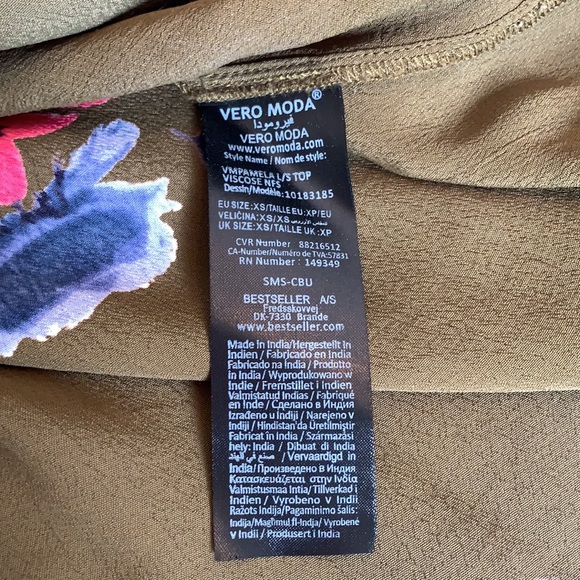 VERO MODA®
فيرومودا
VERO MODA
www.veromoda.com
Style Name / Nom de style:
VMPAMELA L/S TOP
VISCOSE NFS
Dessin/Modèle: 10183185
EU SIZE: XS/TAILLE EU: XP/EU
VELIČINA: XS/XS
UK SIZE: XS/TAILLE UK: XP
CVR Number 88216512
CA-Number/Numéro de TVA: 57831
RN Number : 149349
SMS-CBU
BESTSELLER A/S
Fredsskovvej
DK-7330 Brande
www.bestseller.com
Made in India/Hergestellt in
Indien / Fabricado en India
Fabricado na India / Prodotto
in India / Wyprodukowano w
Indie / Fremstillet i Indien
Valmistatud Indias/ Fabriqué
en Inde / Сделано в Индия
Izrađeno u Indiji / Narejeno v
Indiji / Hindistan'da Üretilmiştir
Fabricat în India / Származási
hely: India / Dibuat di India
صنع في الهند / Vervaardigd in
India/ Произведено в Индия
Κατασκευάζεται στην Ινδία
Valmistusmaa Intia/ Tillverkad i
Indien / Vyrobeno v Indii
Ražots Indija/Pagaminimo šalis:
Indija/Magtmul fl-Indja/ Vyrobené
v Indii / Produsert i India